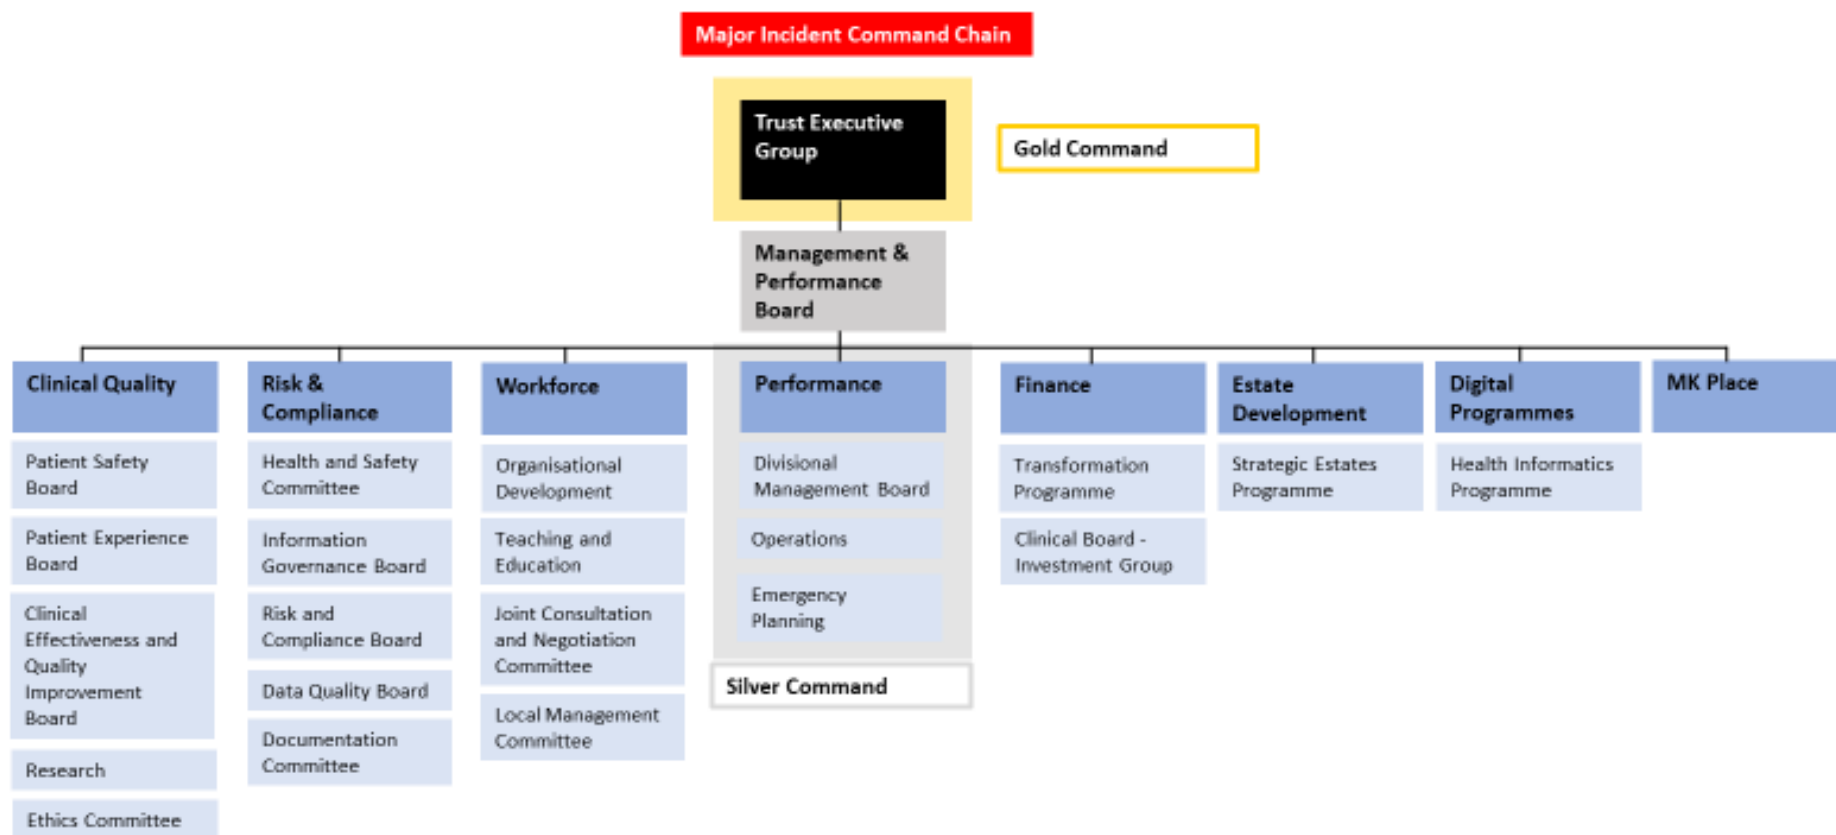 Major Incident Command Chain
Trust Executive
Group
Gold Command
Management &
Performance
Board
Clinical Quality
Patient Safety
Board
Patient Experience
Board
Clinical
Effectiveness and
Quality
Improvement
Board
Research
Ethics Committee
Risk &
Compliance
Health and Safety
Committee
Information
Governance Board
Risk and
Compliance Board
Data Quality Board
Documentation
Committee
Workforce
Organisational
Development
Teaching and
Education
Joint Consultation
and Negotiation
Committee
Local Management
Committee
Performance
Divisional
Management Board
Operations
Emergency
Planning
Silver Command
Finance
Transformation
Programme
Clinical Board -
Investment Group
Estate
Development
Strategic Estates
Programme
Digital
Programmes
Health Informatics
Programme
MK Place